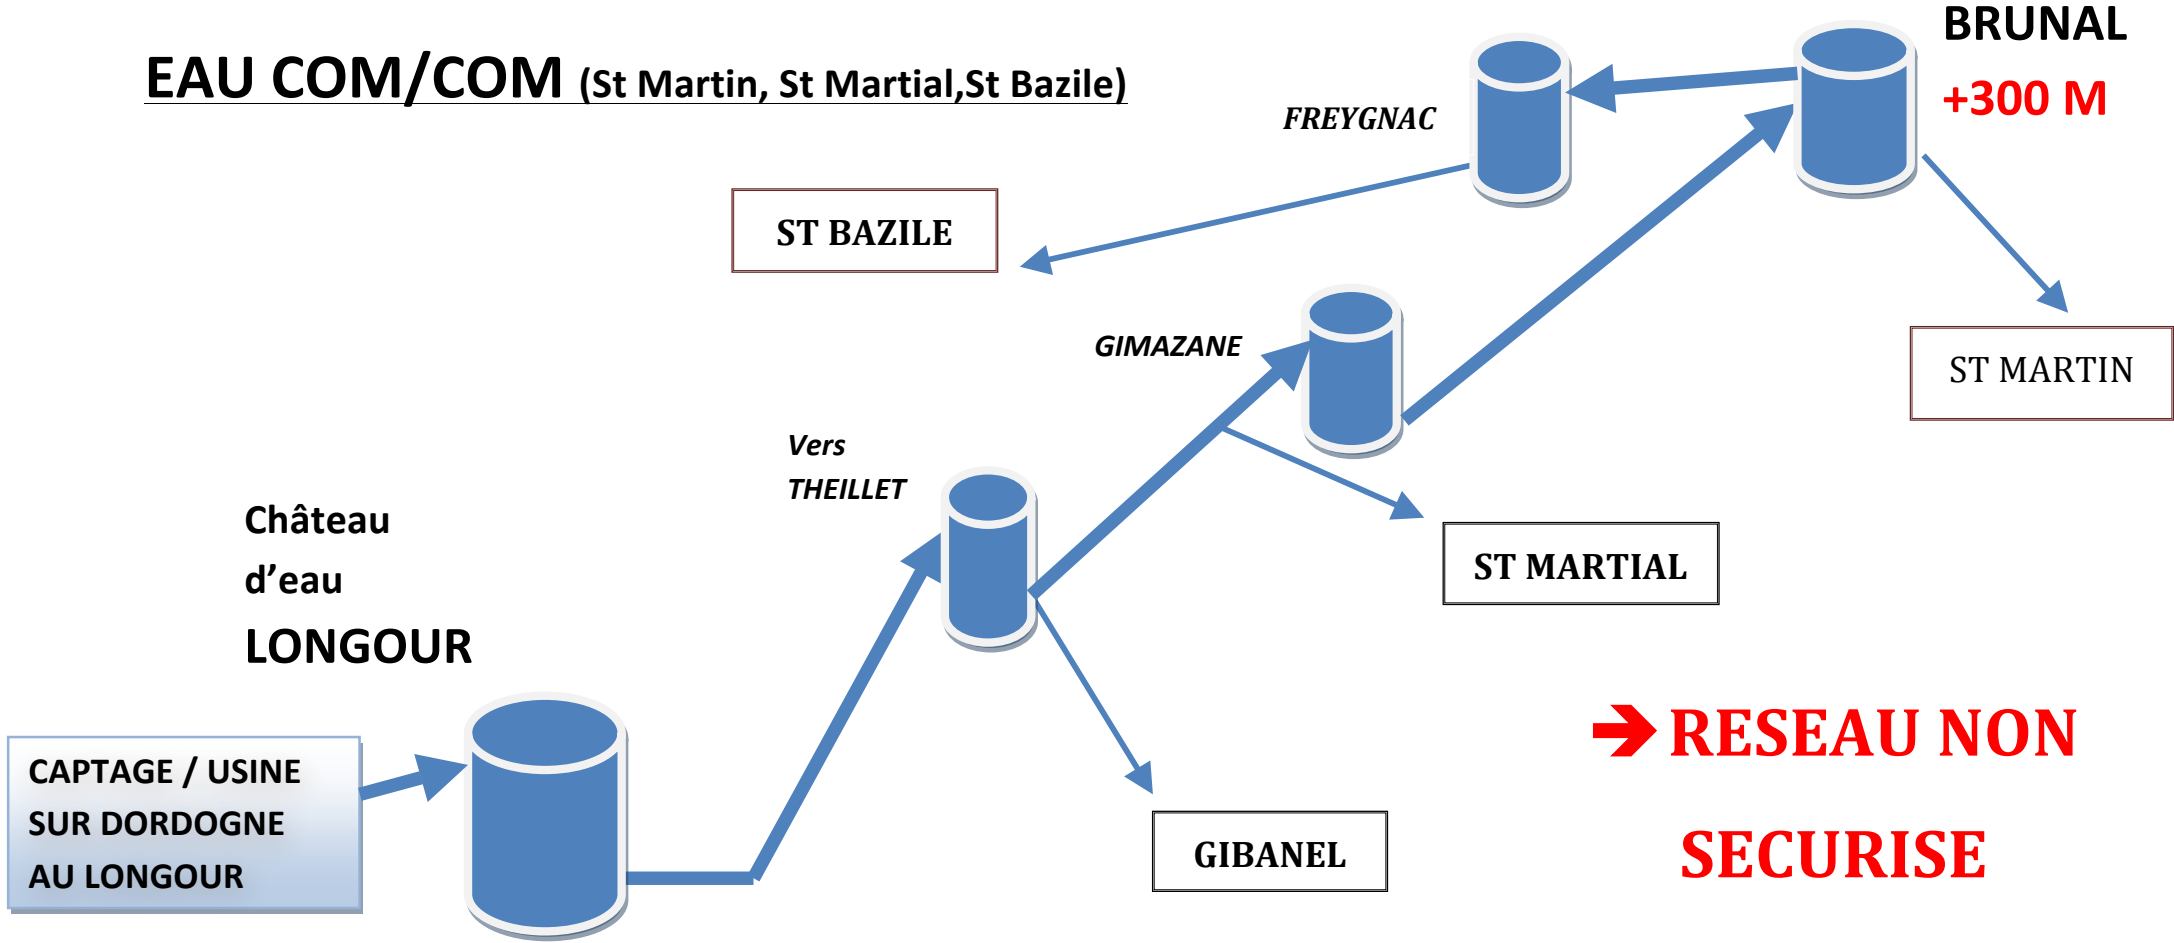 BRUNAL
+300 M
EAU COM/COM (St Martin, St Martial,St Bazile)
FREYGNAC
ST BAZILE
GIMAZANE
ST MARTIN
Vers
THEILLET
Château
d’eau
LONGOUR
ST MARTIAL
CAPTAGE / USINE
SUR DORDOGNE
AU LONGOUR
GIBANEL
➔ RESEAU NON
SECURISE